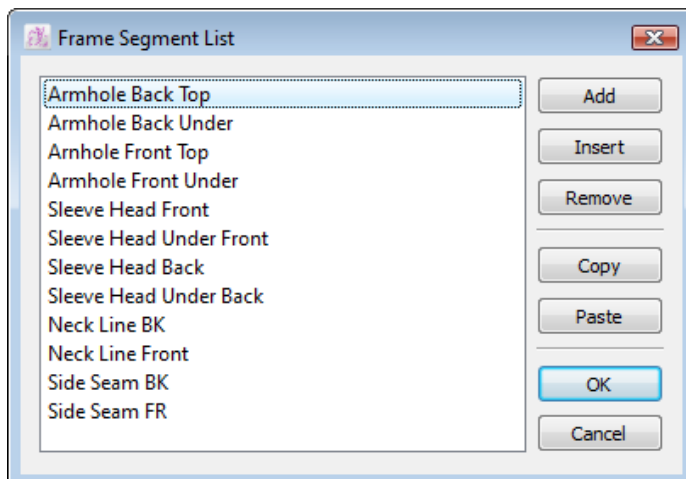 Frame Segment List
Armhole Back Top
Armhole Back Under
Arnhole Front Top
Armhole Front Under
Sleeve Head Front
Sleeve Head Under Front
Sleeve Head Back
Sleeve Head Under Back
Neck Line BK
Neck Line Front
Side Seam BK
Side Seam FR
Add
Insert
Remove
Copy
Paste
OK
Cancel